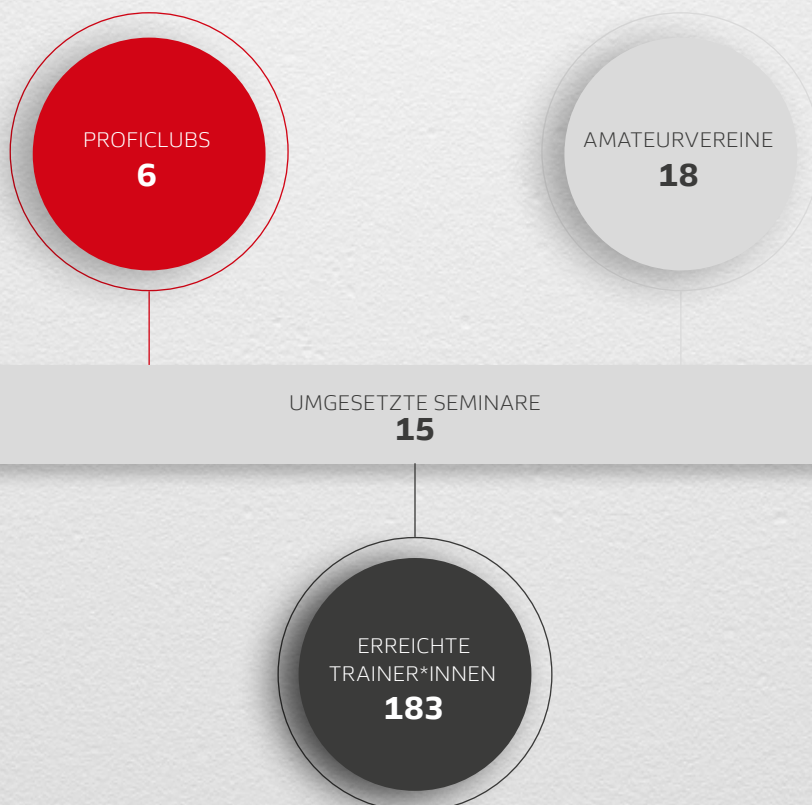 PROFICLUBS
6
AMATEURVEREINE
18
UMGESETZTE SEMINARE
15
ERREICHTE
TRAINER*INNEN
183